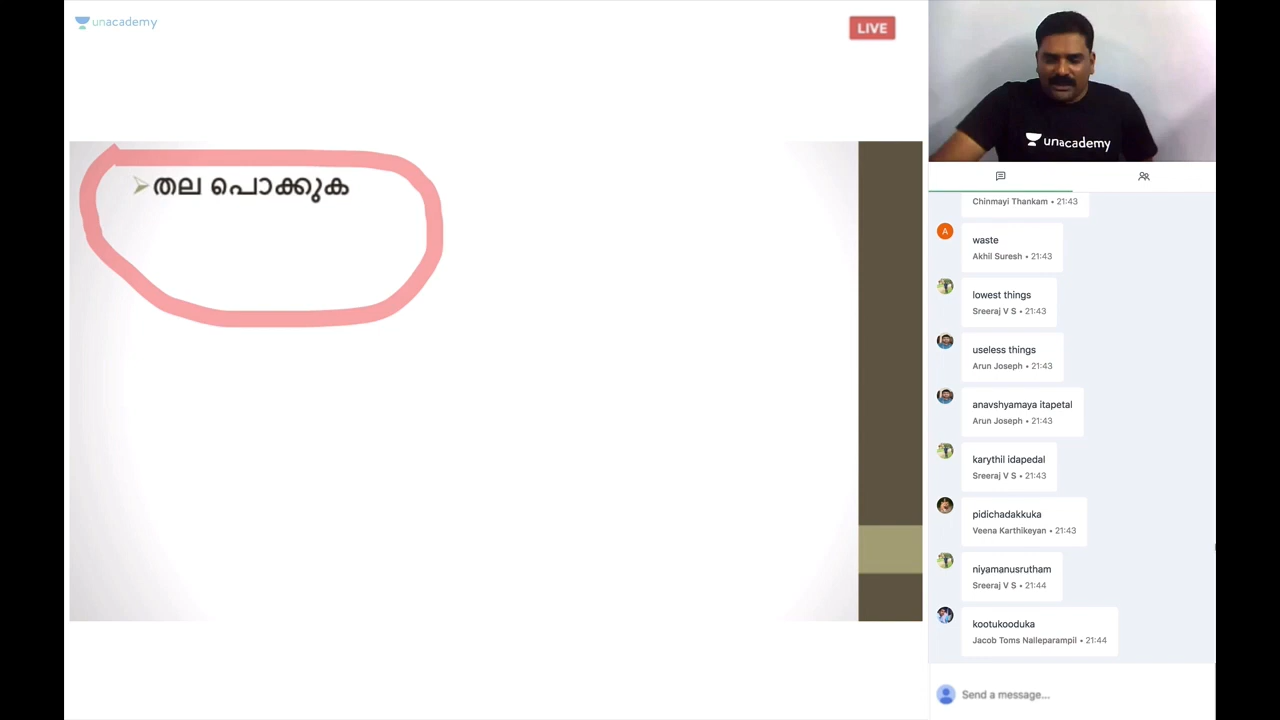 unacademy
LIVE
തല പൊക്കുക
unacademy
Chinmayi Thankam • 21:43
A
waste
Akhil Suresh • 21:43
lowest things
Sreeraj V S • 21:43
useless things
Arun Joseph • 21:43
anavshyamaya itapetal
Arun Joseph • 21:43
karythil idapedal
Sreeraj V S • 21:43
pidichadakkuka
Veena Karthikeyan • 21:43
niyamanusrutham
Sreeraj V S • 21:44
kootukooduka
Jacob Toms Nalleparampil • 21:44
Send a message...